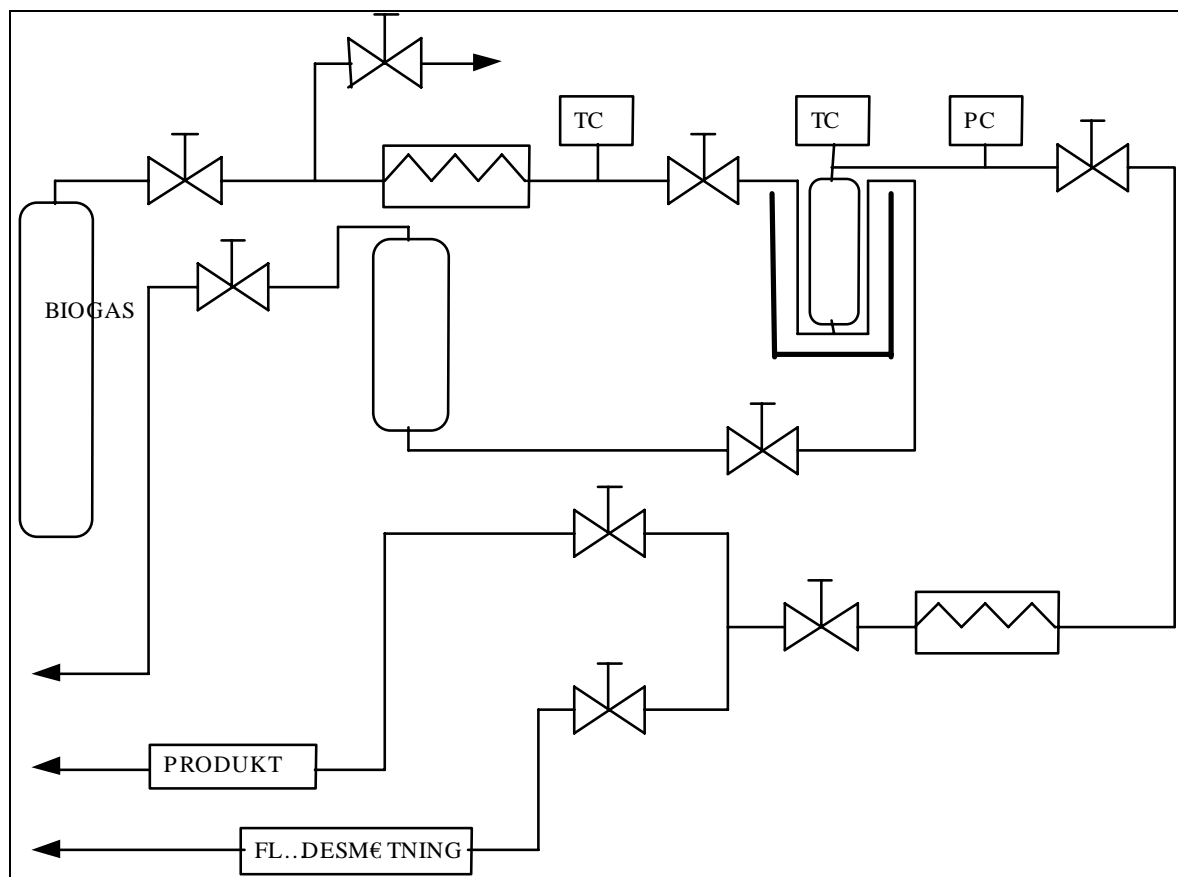 TC
TC
PC
BIOGAS
PRODUKT
FL…DESM€TNING